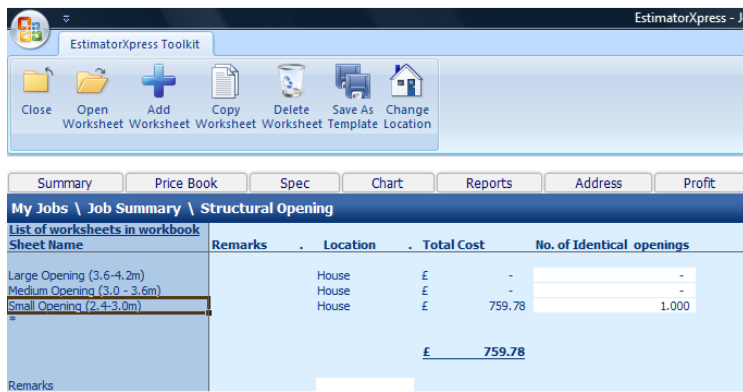 EstimatorXpress - J
EstimatorXpress Toolkit
Close Open Worksheet Add Worksheet Copy Worksheet Delete Worksheet Save As Template Change Location
Summary Price Book Spec Chart Reports Address Profit
My Jobs \ Job Summary \ Structural Opening
List of worksheets in workbook
Sheet Name Remarks . Location . Total Cost No. of Identical openings
Large Opening (3.6-4.2m) House £ - -
Medium Opening (3.0 - 3.6m) House £ - -
Small Opening (2.4-3.0m) House £ 759.78 1.000
*
£ 759.78
Remarks